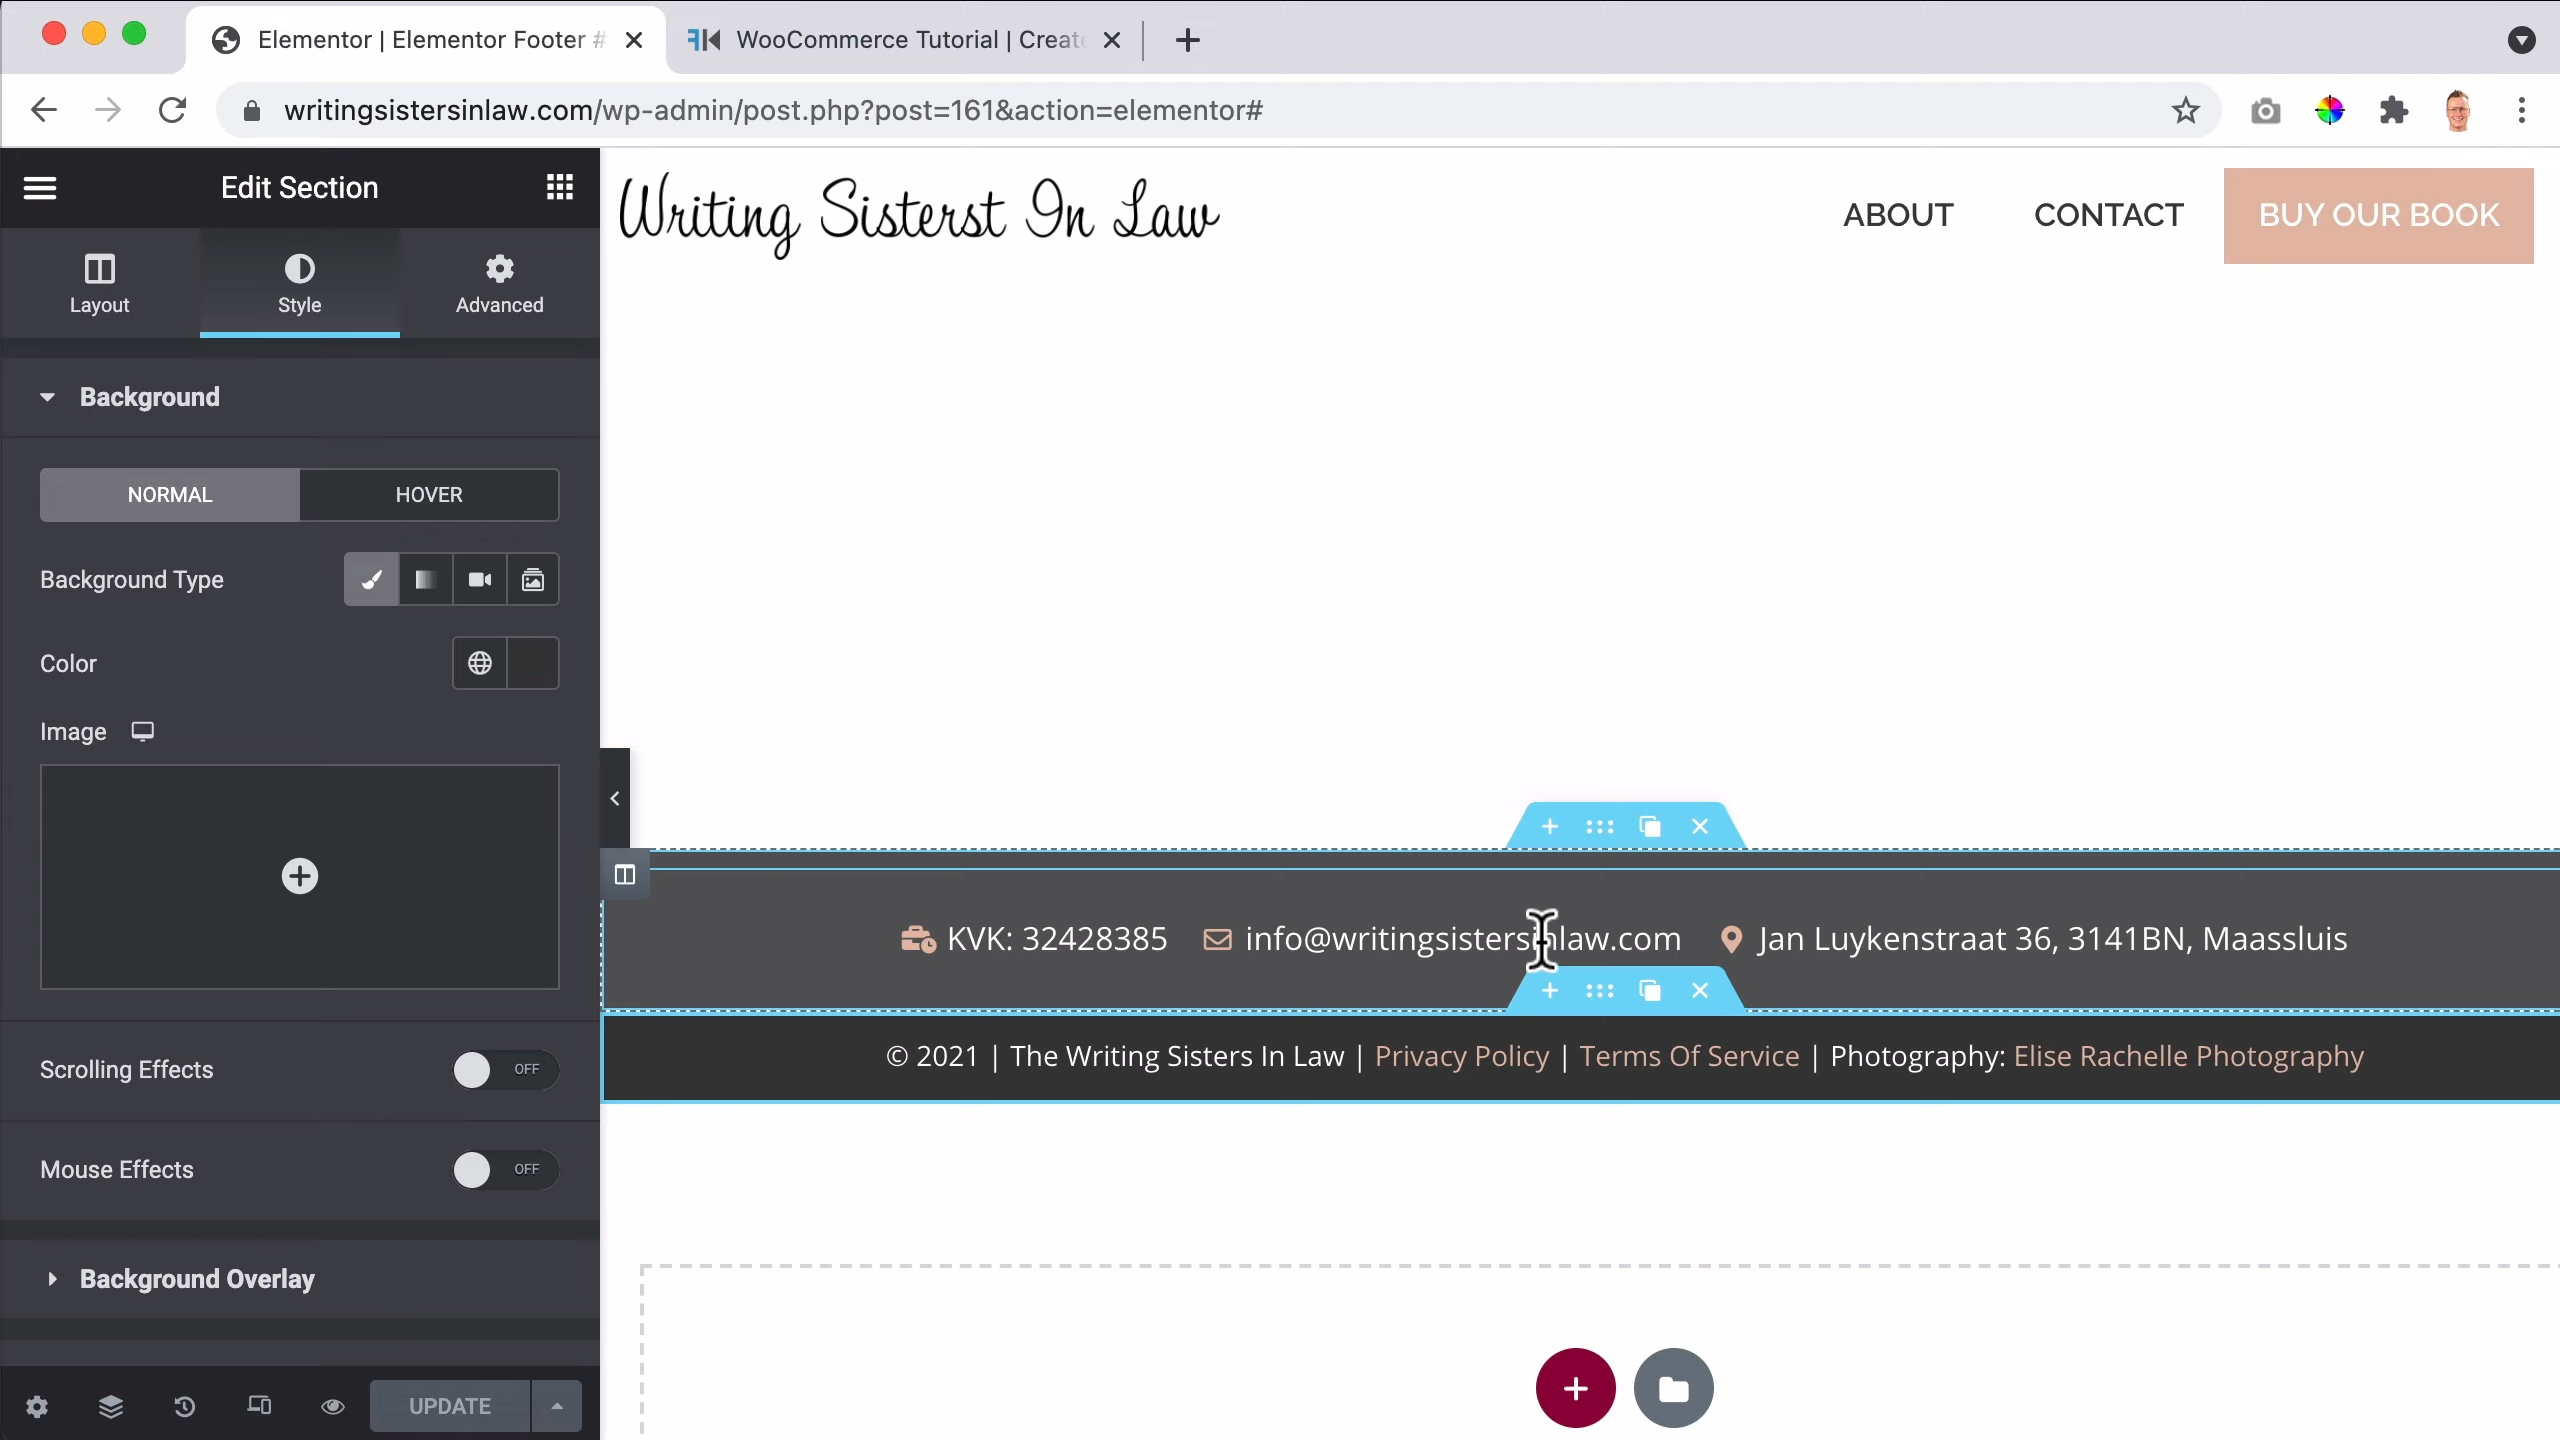 Elementor | Elementor Footer #
WooCommerce Tutorial | Create
writingsistersinlaw.com/wp-admin/post.php?post=161&action=elementor#
Edit Section
Layout
Style
Advanced
Background
NORMAL
HOVER
Background Type
Color
Image
Scrolling Effects
OFF
Mouse Effects
OFF
Background Overlay
UPDATE
Writing Sisterst In Law
ABOUT
CONTACT
BUY OUR BOOK
KVK: 32428385
info@writingsistersinlaw.com
Jan Luykenstraat 36, 3141BN, Maassluis
© 2021 | The Writing Sisters In Law | Privacy Policy | Terms Of Service | Photography: Elise Rachelle Photography